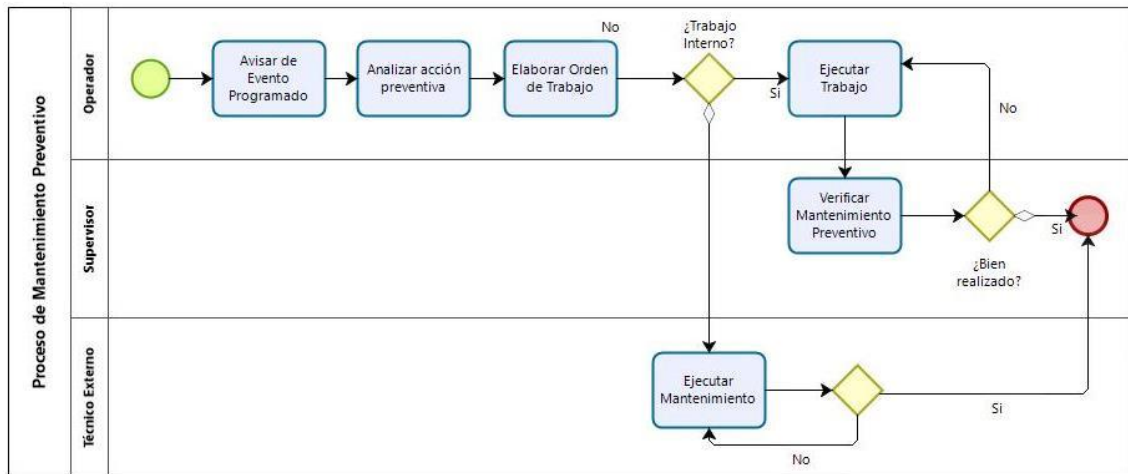 Proceso de Mantenimiento Preventivo
Operador
Avisar de
Evento
Programado
Analizar acción
preventiva
Elaborar Orden
de Trabajo
No
¿Trabajo
Interno?
Si
Ejecutar
Trabajo
No
Supervisor
Verificar
Mantenimiento
Preventivo
¿Bien
realizado?
Si
Técnico Externo
Ejecutar
Mantenimiento
No
Si